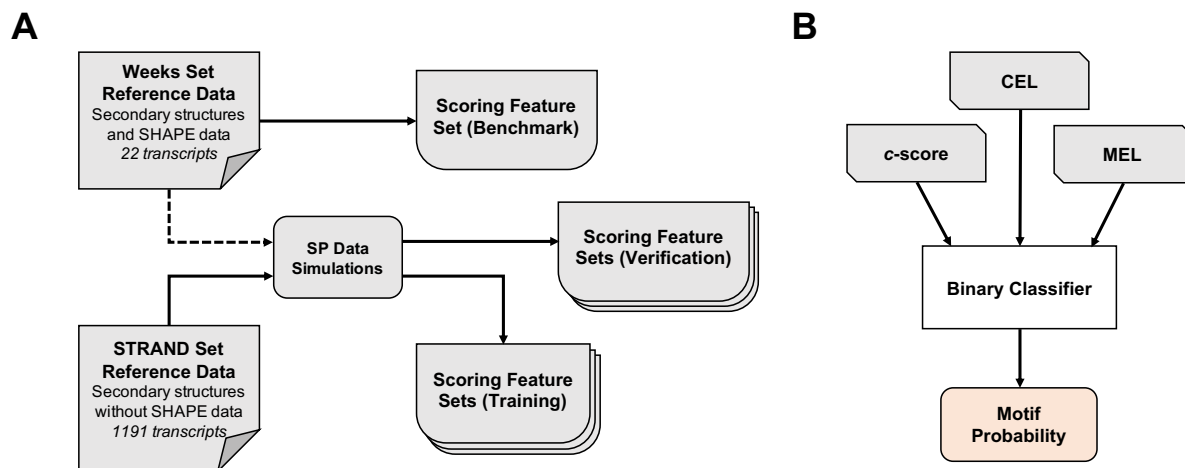 A
Weeks Set
Reference Data
Secondary structures
and SHAPE data
22 transcripts
Scoring Feature
Set (Benchmark)
SP Data
Simulations
Scoring Feature
Sets (Verification)
STRAND Set
Reference Data
Secondary structures
without SHAPE data
1191 transcripts
Scoring Feature
Sets (Training)
B
CEL
c-score
MEL
Binary Classifier
Motif
Probability